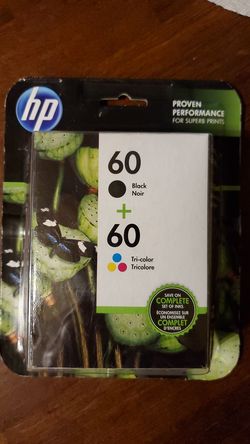 hp
PROVEN
PERFORMANCE
FOR SUPERB PRINTS
60
Black
Noir
+
60
Tri-color
Tricolore
SAVE ON
COMPLETE
SET OF INKS
ÉCONOMISEZ
SUR UN ENSEMBLE
COMPLET
D'ENCRES